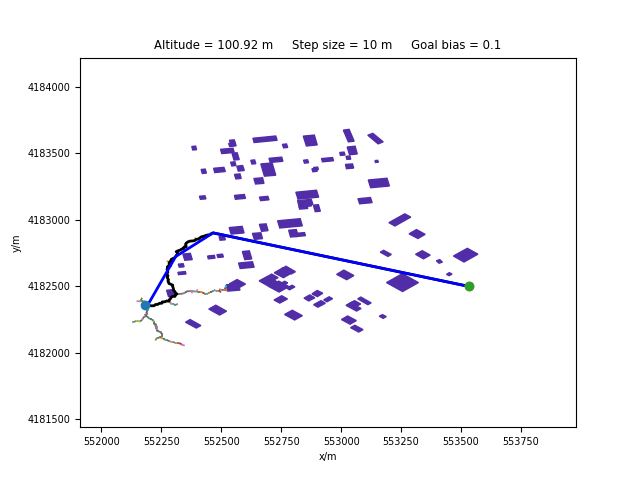 Altitude = 100.92 m     Step size = 10 m     Goal bias = 0.1
4184000
4183500
4183000
4182500
4182000
4181500
y/m
552000 552250 552500 552750 553000 553250 553500 553750
x/m